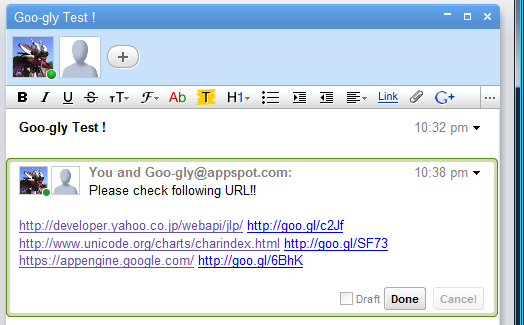 Goo-gly Test !
B I U S TT F Ab T H1 Link G+
Goo-gly Test !
10:32 pm
You and Goo-gly@appspot.com:
10:38 pm
Please check following URL!!
http://developer.yahoo.co.jp/webapi/jlp/ http://goo.gl/c2Jf
http://www.unicode.org/charts/charindex.html http://goo.gl/SF73
https://appengine.google.com/ http://goo.gl/6BhK
Draft Done Cancel